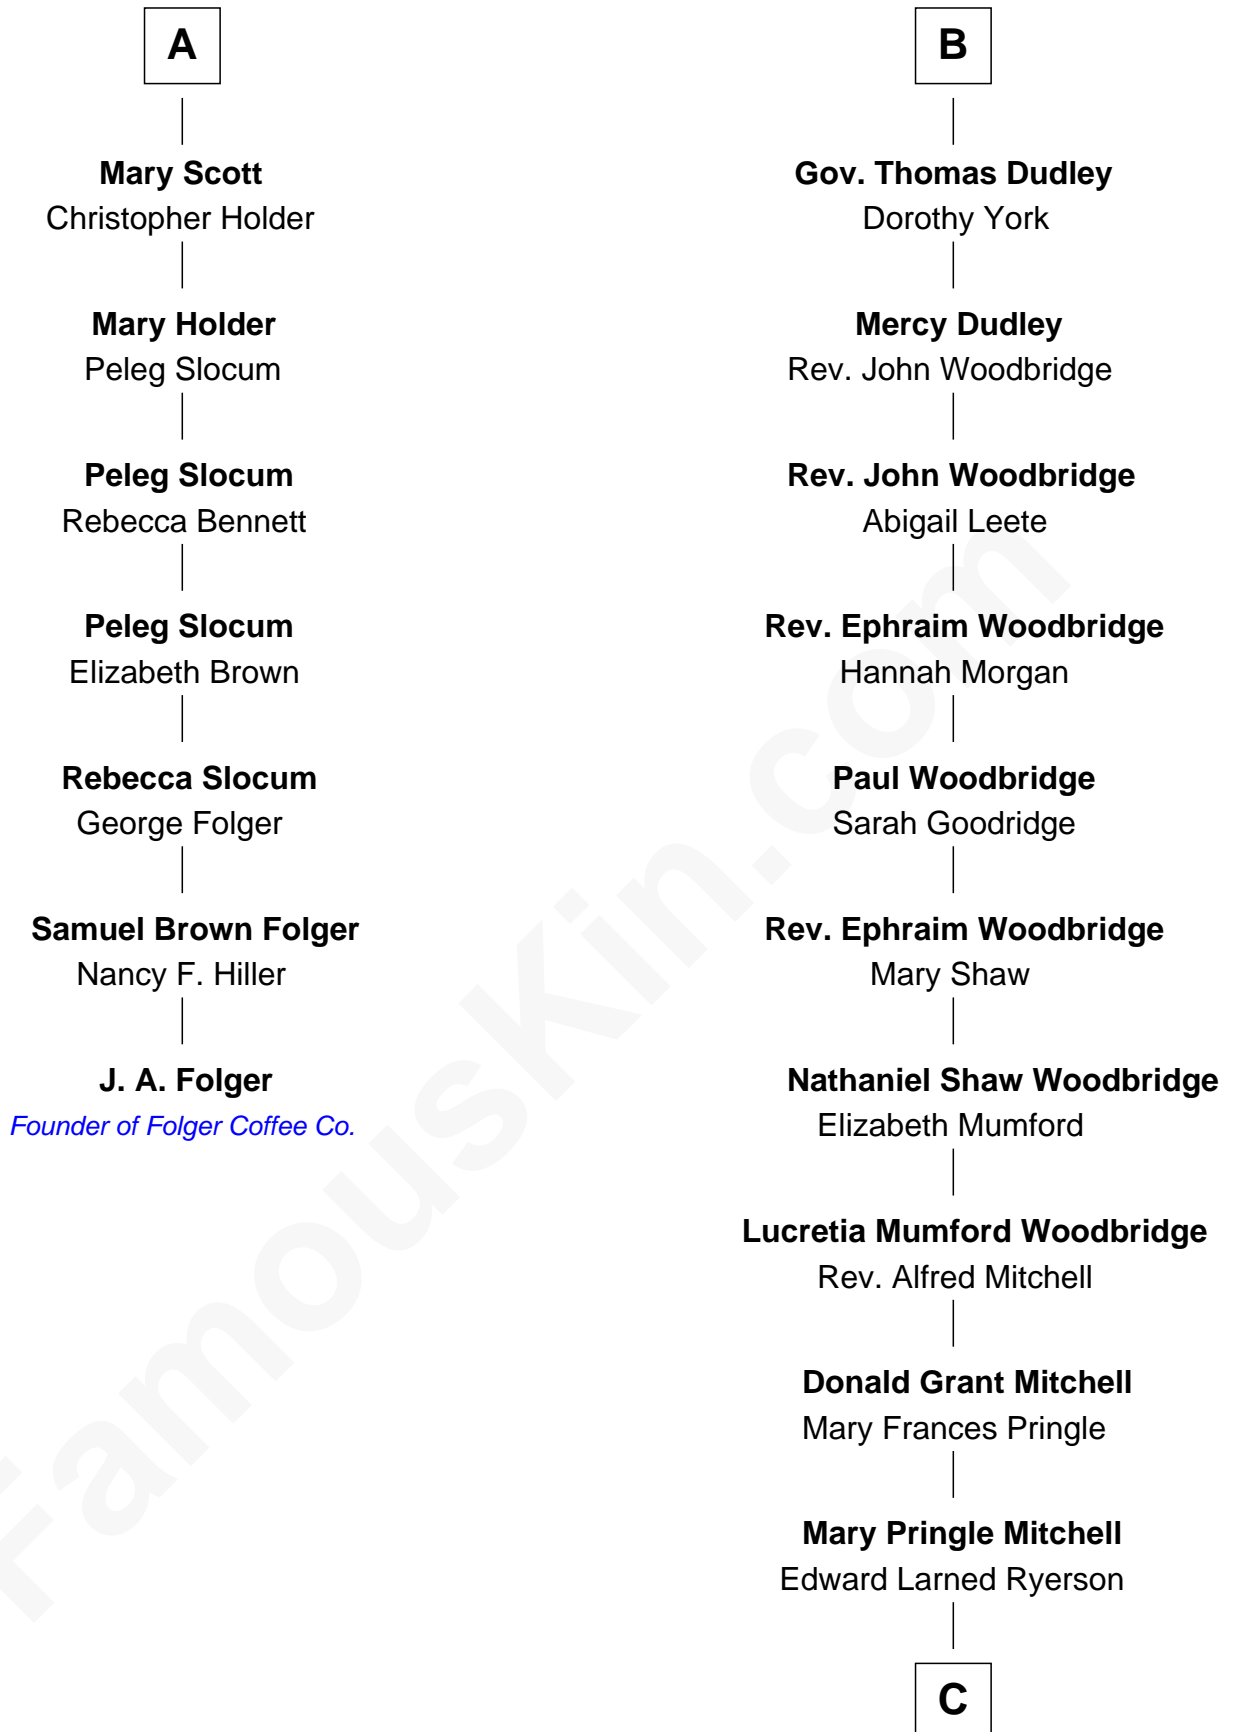 A
Mary Scott
Christopher Holder
Mary Holder
Peleg Slocum
Peleg Slocum
Rebecca Bennett
Peleg Slocum
Elizabeth Brown
Rebecca Slocum
George Folger
Samuel Brown Folger
Nancy F. Hiller
J. A. Folger
Founder of Folger Coffee Co.
B
Gov. Thomas Dudley
Dorothy York
Mercy Dudley
Rev. John Woodbridge
Rev. John Woodbridge
Abigail Leete
Rev. Ephraim Woodbridge
Hannah Morgan
Paul Woodbridge
Sarah Goodridge
Rev. Ephraim Woodbridge
Mary Shaw
Nathaniel Shaw Woodbridge
Elizabeth Mumford
Lucretia Mumford Woodbridge
Rev. Alfred Mitchell
Donald Grant Mitchell
Mary Frances Pringle
Mary Pringle Mitchell
Edward Larned Ryerson
C
FamousKin.com